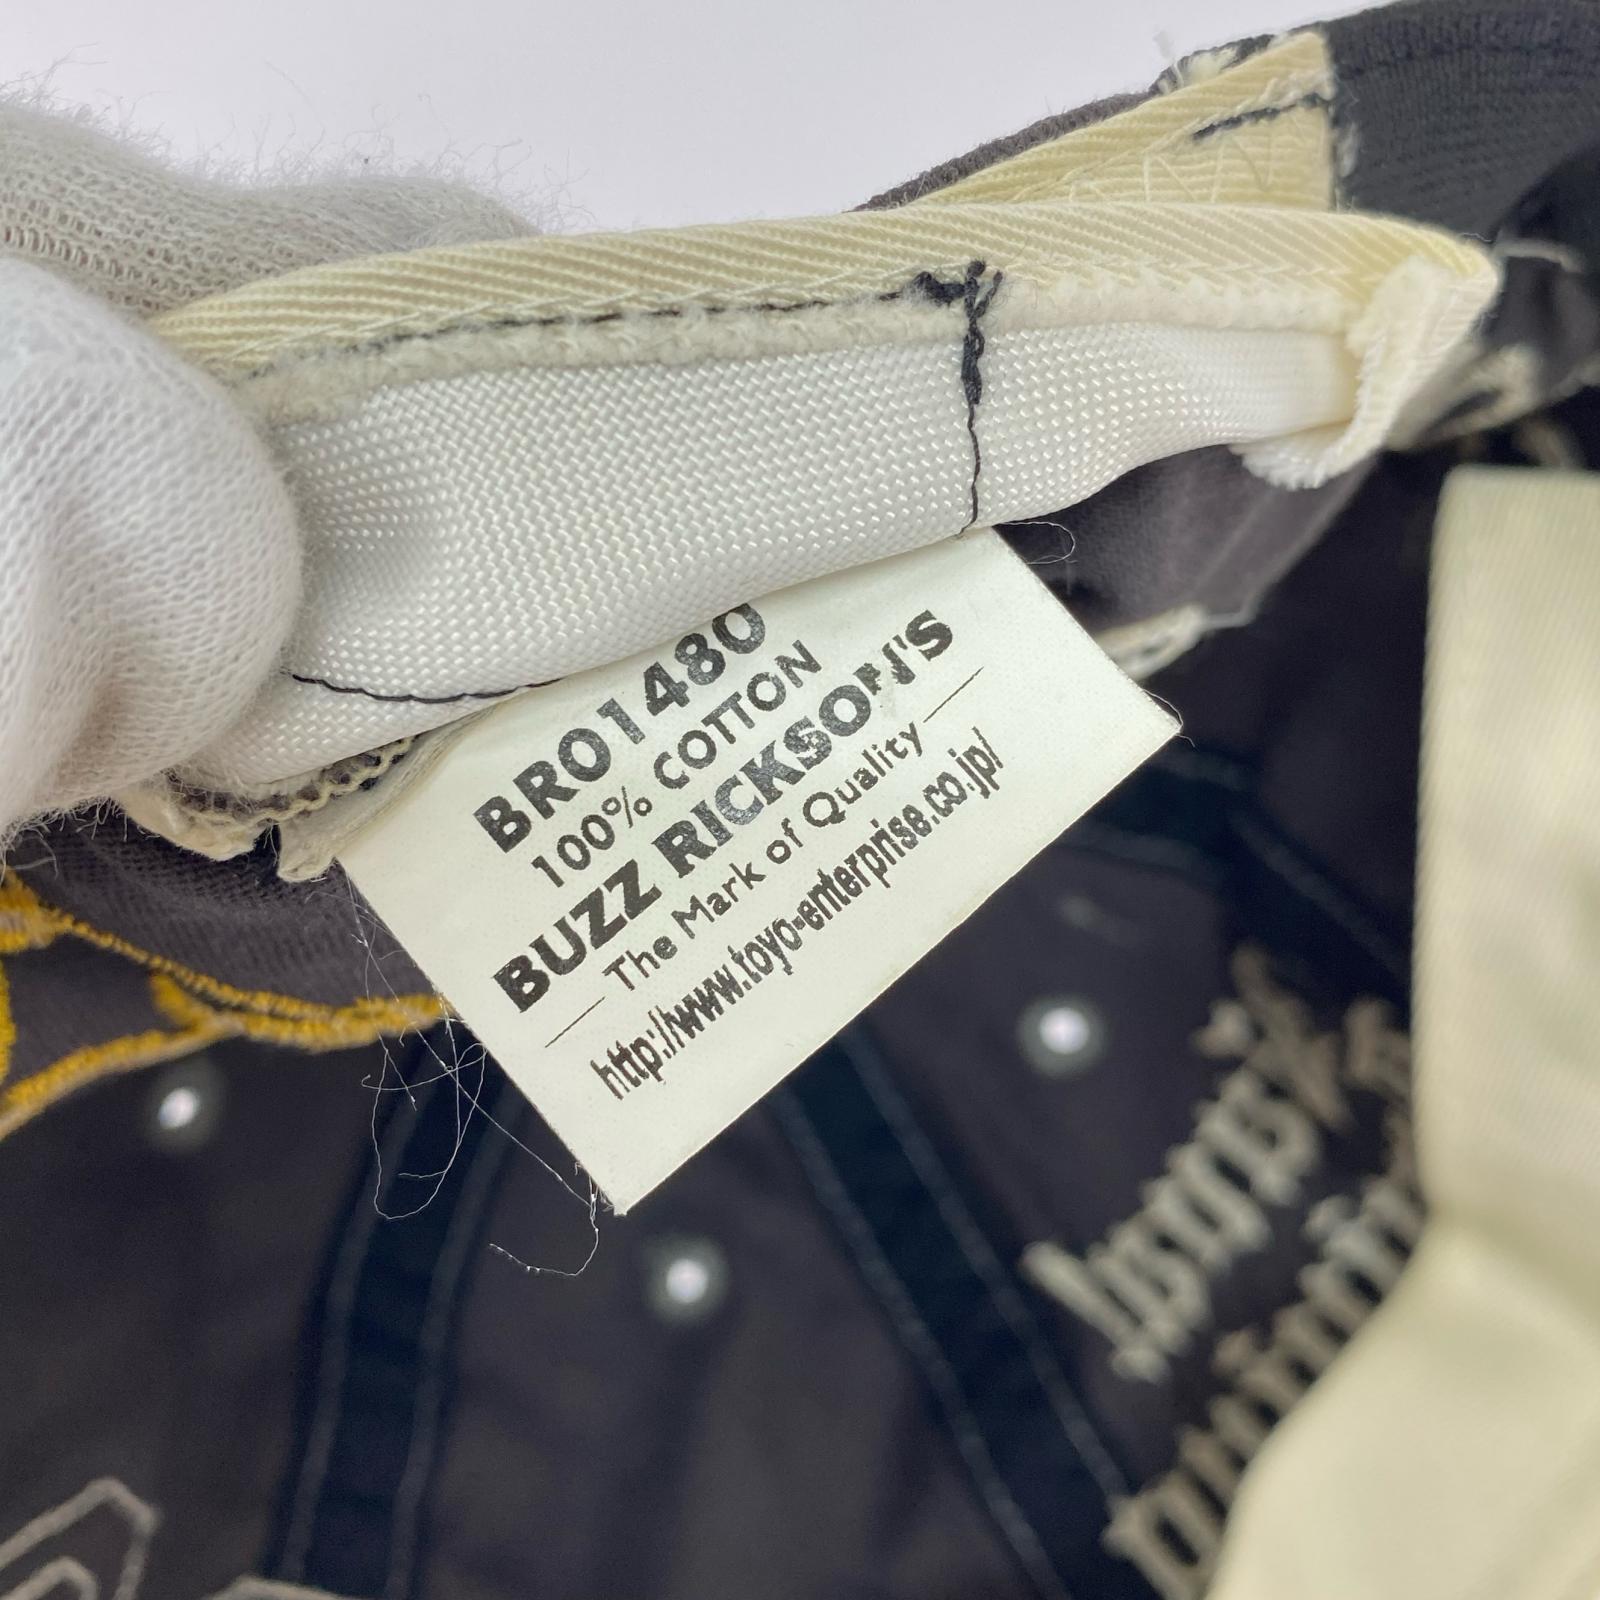 BR01480
100% COTTON
BUZZ RICKSON'S
The Mark of Quality
http://www.toyo-enterprise.co.jp/